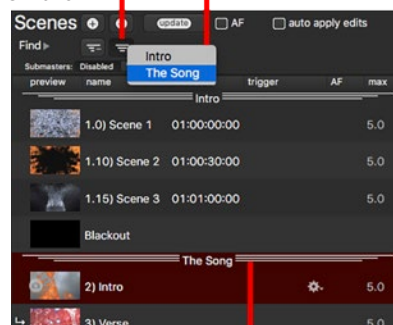 Scenes update AF auto apply edits
Find
Intro
The Song
Submasters: Disabled
preview name trigger AF max
Intro
1.0) Scene 1 01:00:00:00 5.0
1.10) Scene 2 01:00:30:00 5.0
1.15) Scene 3 01:01:00:00 5.0
Blackout
The Song
2) Intro 5.0
3) Verse 5.0